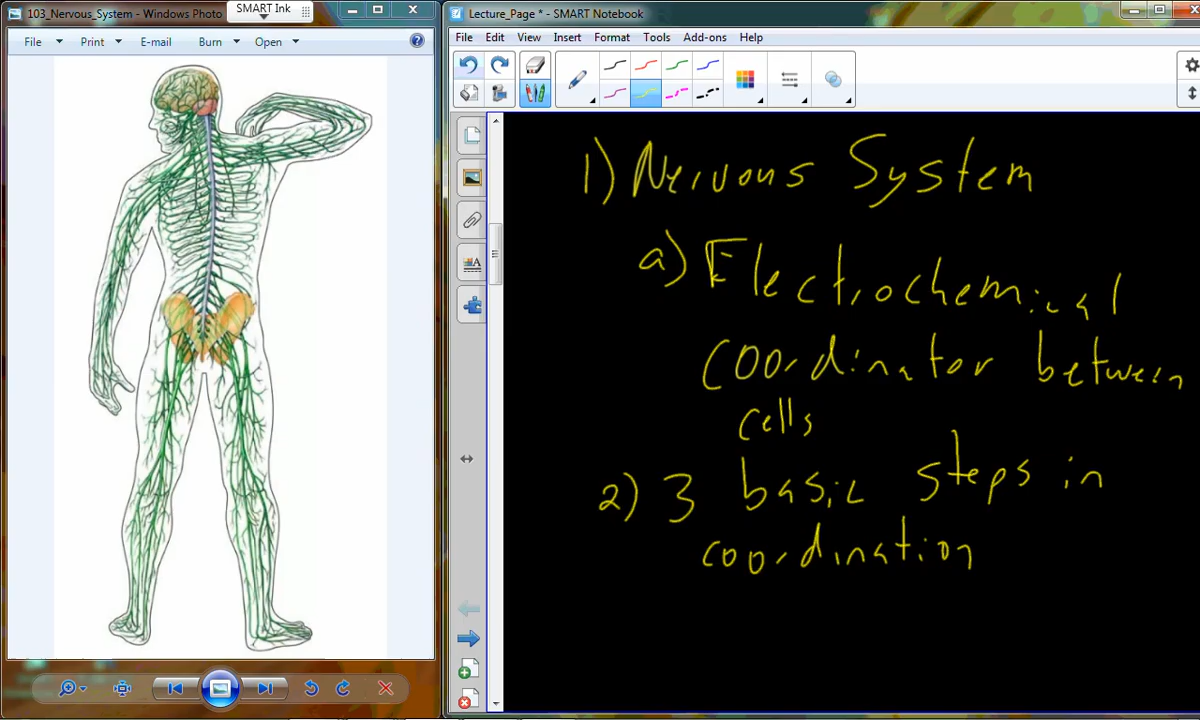 103_Nervous_System - Windows Photo
SMART Ink
File Print E-mail Burn Open
Lecture_Page * - SMART Notebook
File Edit View Insert Format Tools Add-ons Help
1) Nervous System
a) Electrochemical
coordinator between
cells
2) 3 basic steps in
coordination